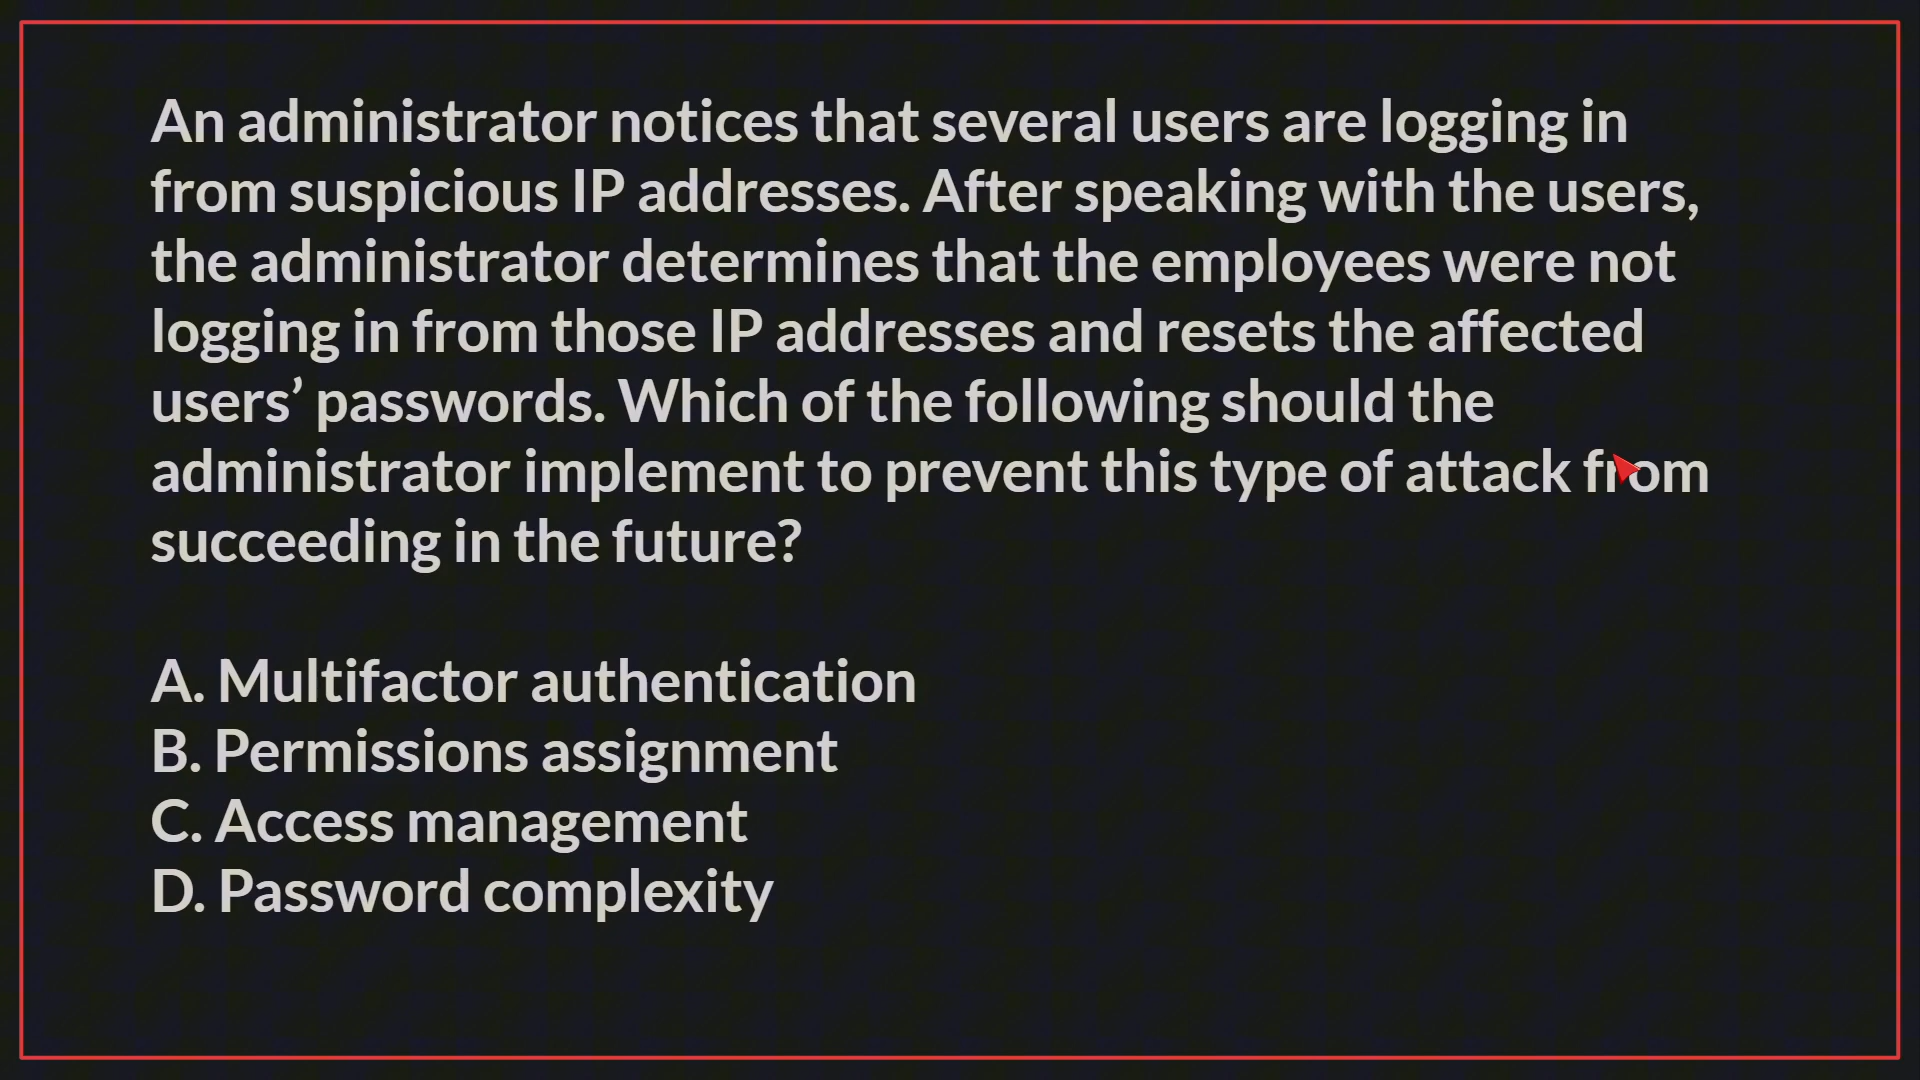 An administrator notices that several users are logging in
from suspicious IP addresses. After speaking with the users,
the administrator determines that the employees were not
logging in from those IP addresses and resets the affected
users’ passwords. Which of the following should the
administrator implement to prevent this type of attack from
succeeding in the future?
A. Multifactor authentication
B. Permissions assignment
C. Access management
D. Password complexity